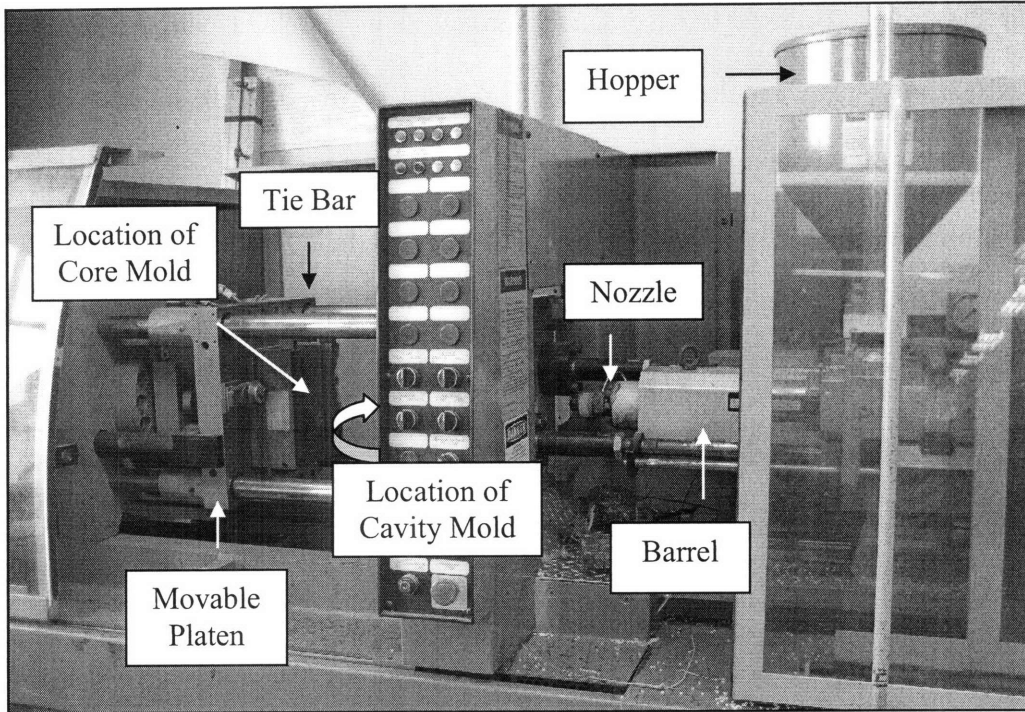 Hopper
Tie Bar
Location of
Core Mold
Nozzle
Location of
Cavity Mold
Barrel
Movable
Platen